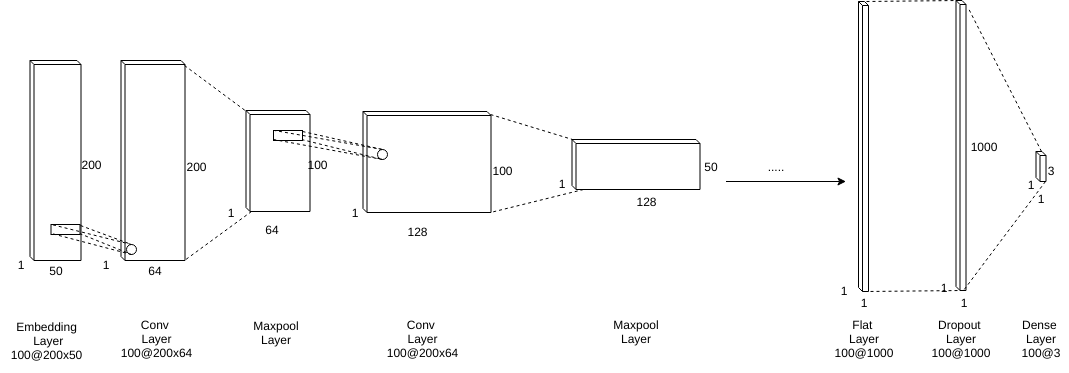 200
1
50
200
1
64
100
1
64
100
1
128
50
1
128
.....
1
1
1000
1
1
3
1
1
Embedding
Layer
100@200x50
Conv
Layer
100@200x64
Maxpool
Layer
Conv
Layer
100@200x64
Maxpool
Layer
Flat
Layer
100@1000
Dropout
Layer
100@1000
Dense
Layer
100@3